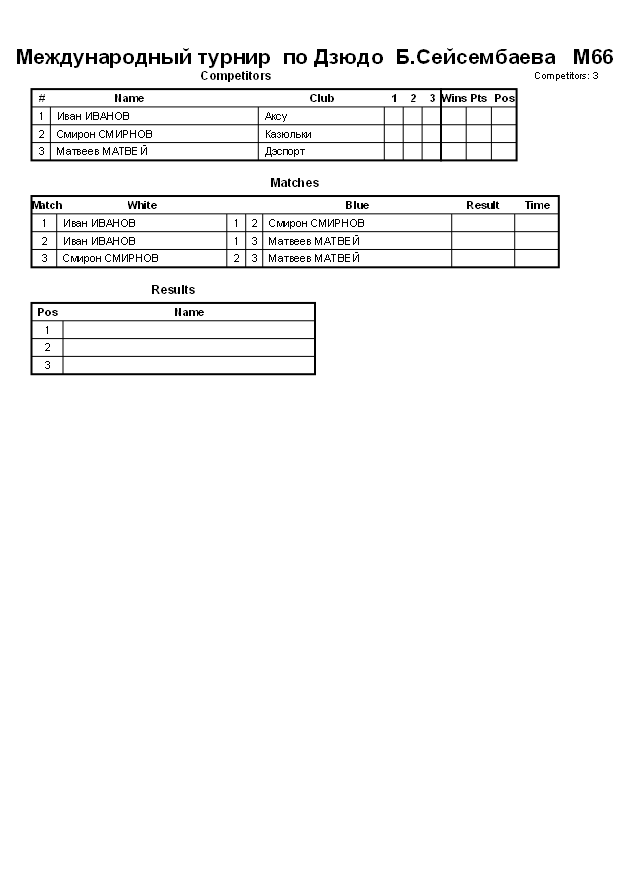 Международный турнир по Дзюдо Б.Сейсембаева М66
Competitors Competitors: 3
# Name Club 1 2 3 Wins Pts Pos
1 Иван ИВАНОВ Аксу
2 Смирон СМИРНОВ Казюльки
3 Матвеев МАТВЕЙ Дэспорт
Matches
Match White Blue Result Time
1 Иван ИВАНОВ 1 2 Смирон СМИРНОВ
2 Иван ИВАНОВ 1 3 Матвеев МАТВЕЙ
3 Смирон СМИРНОВ 2 3 Матвеев МАТВЕЙ
Results
Pos Name
1
2
3